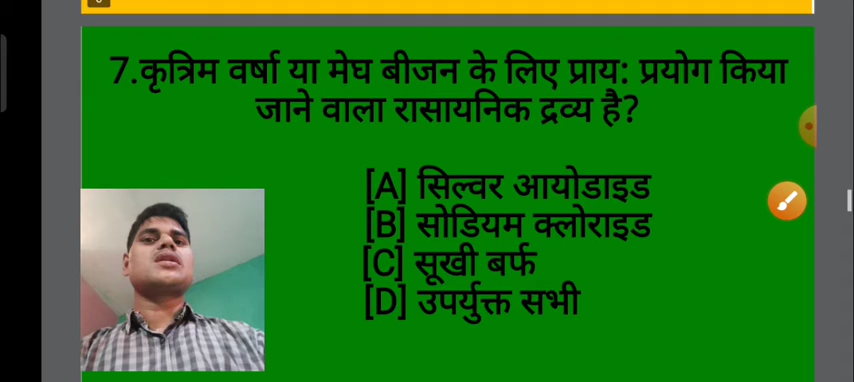 7.कृत्रिम वर्षा या मेघ बीजन के लिए प्राय: प्रयोग किया
जाने वाला रासायनिक द्रव्य है?
[A] सिल्वर आयोडाइड
[B] सोडियम क्लोराइड
[C] सूखी बर्फ
[D] उपर्युक्त सभी